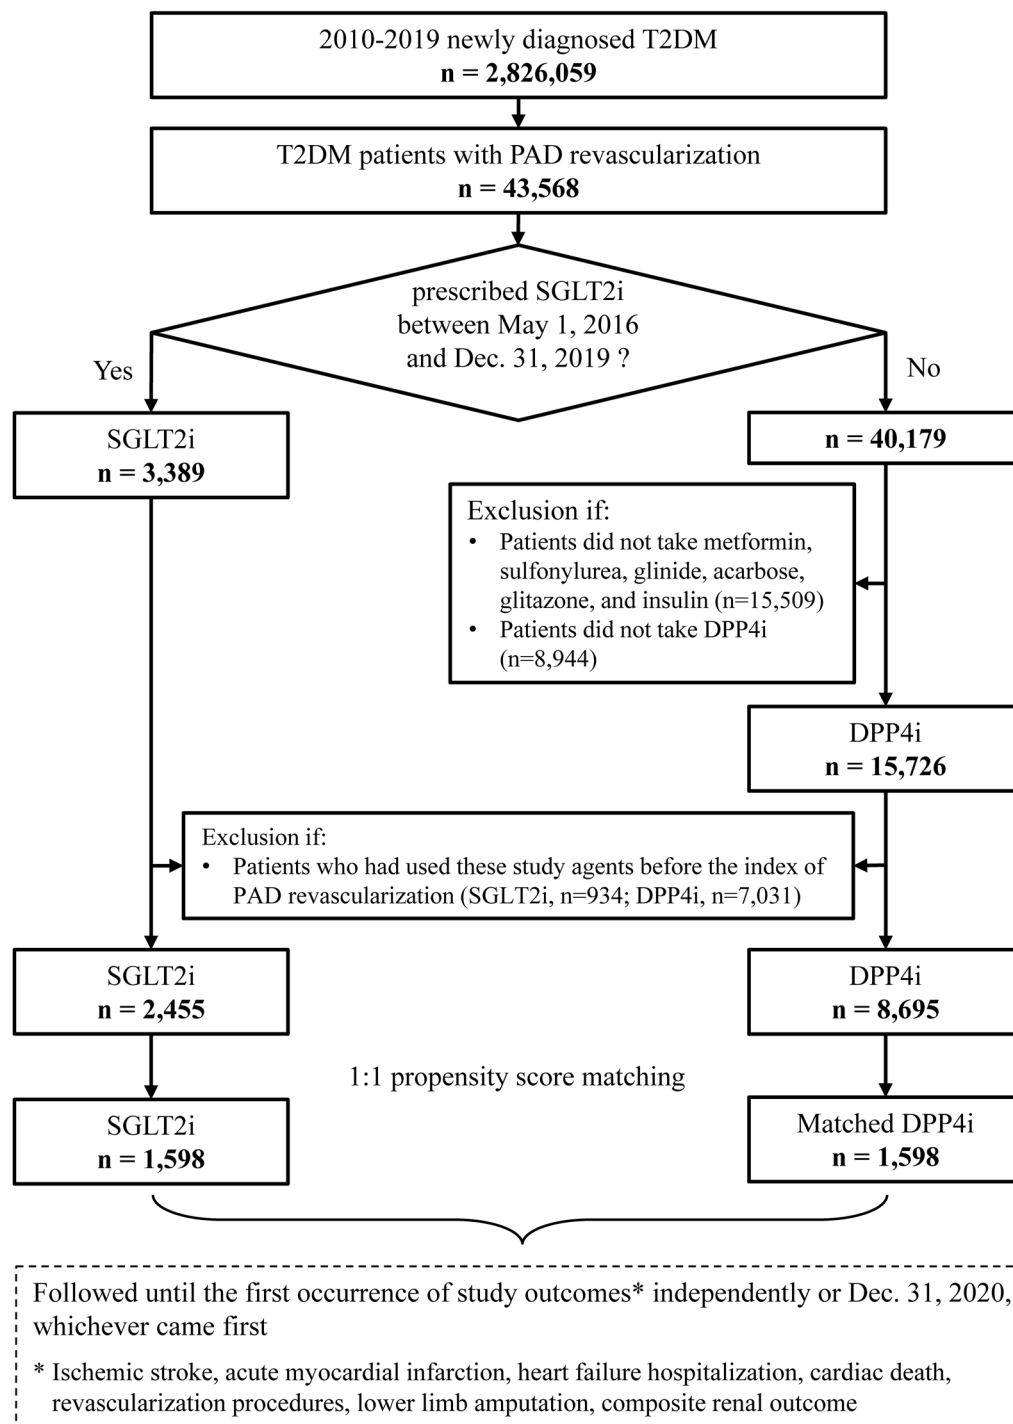 2010-2019 newly diagnosed T2DM
n = 2,826,059
T2DM patients with PAD revascularization
n = 43,568
prescribed SGLT2i
between May 1, 2016
and Dec. 31, 2019 ?
Yes
No
SGLT2i
n = 3,389
n = 40,179
Exclusion if:
• Patients did not take metformin,
sulfonylurea, glinide, acarbose,
glitazone, and insulin (n=15,509)
• Patients did not take DPP4i
(n=8,944)
DPP4i
n = 15,726
Exclusion if:
• Patients who had used these study agents before the index of
PAD revascularization (SGLT2i, n=934; DPP4i, n=7,031)
SGLT2i
n = 2,455
DPP4i
n = 8,695
1:1 propensity score matching
SGLT2i
n = 1,598
Matched DPP4i
n = 1,598
Followed until the first occurrence of study outcomes* independently or Dec. 31, 2020,
whichever came first
* Ischemic stroke, acute myocardial infarction, heart failure hospitalization, cardiac death,
revascularization procedures, lower limb amputation, composite renal outcome